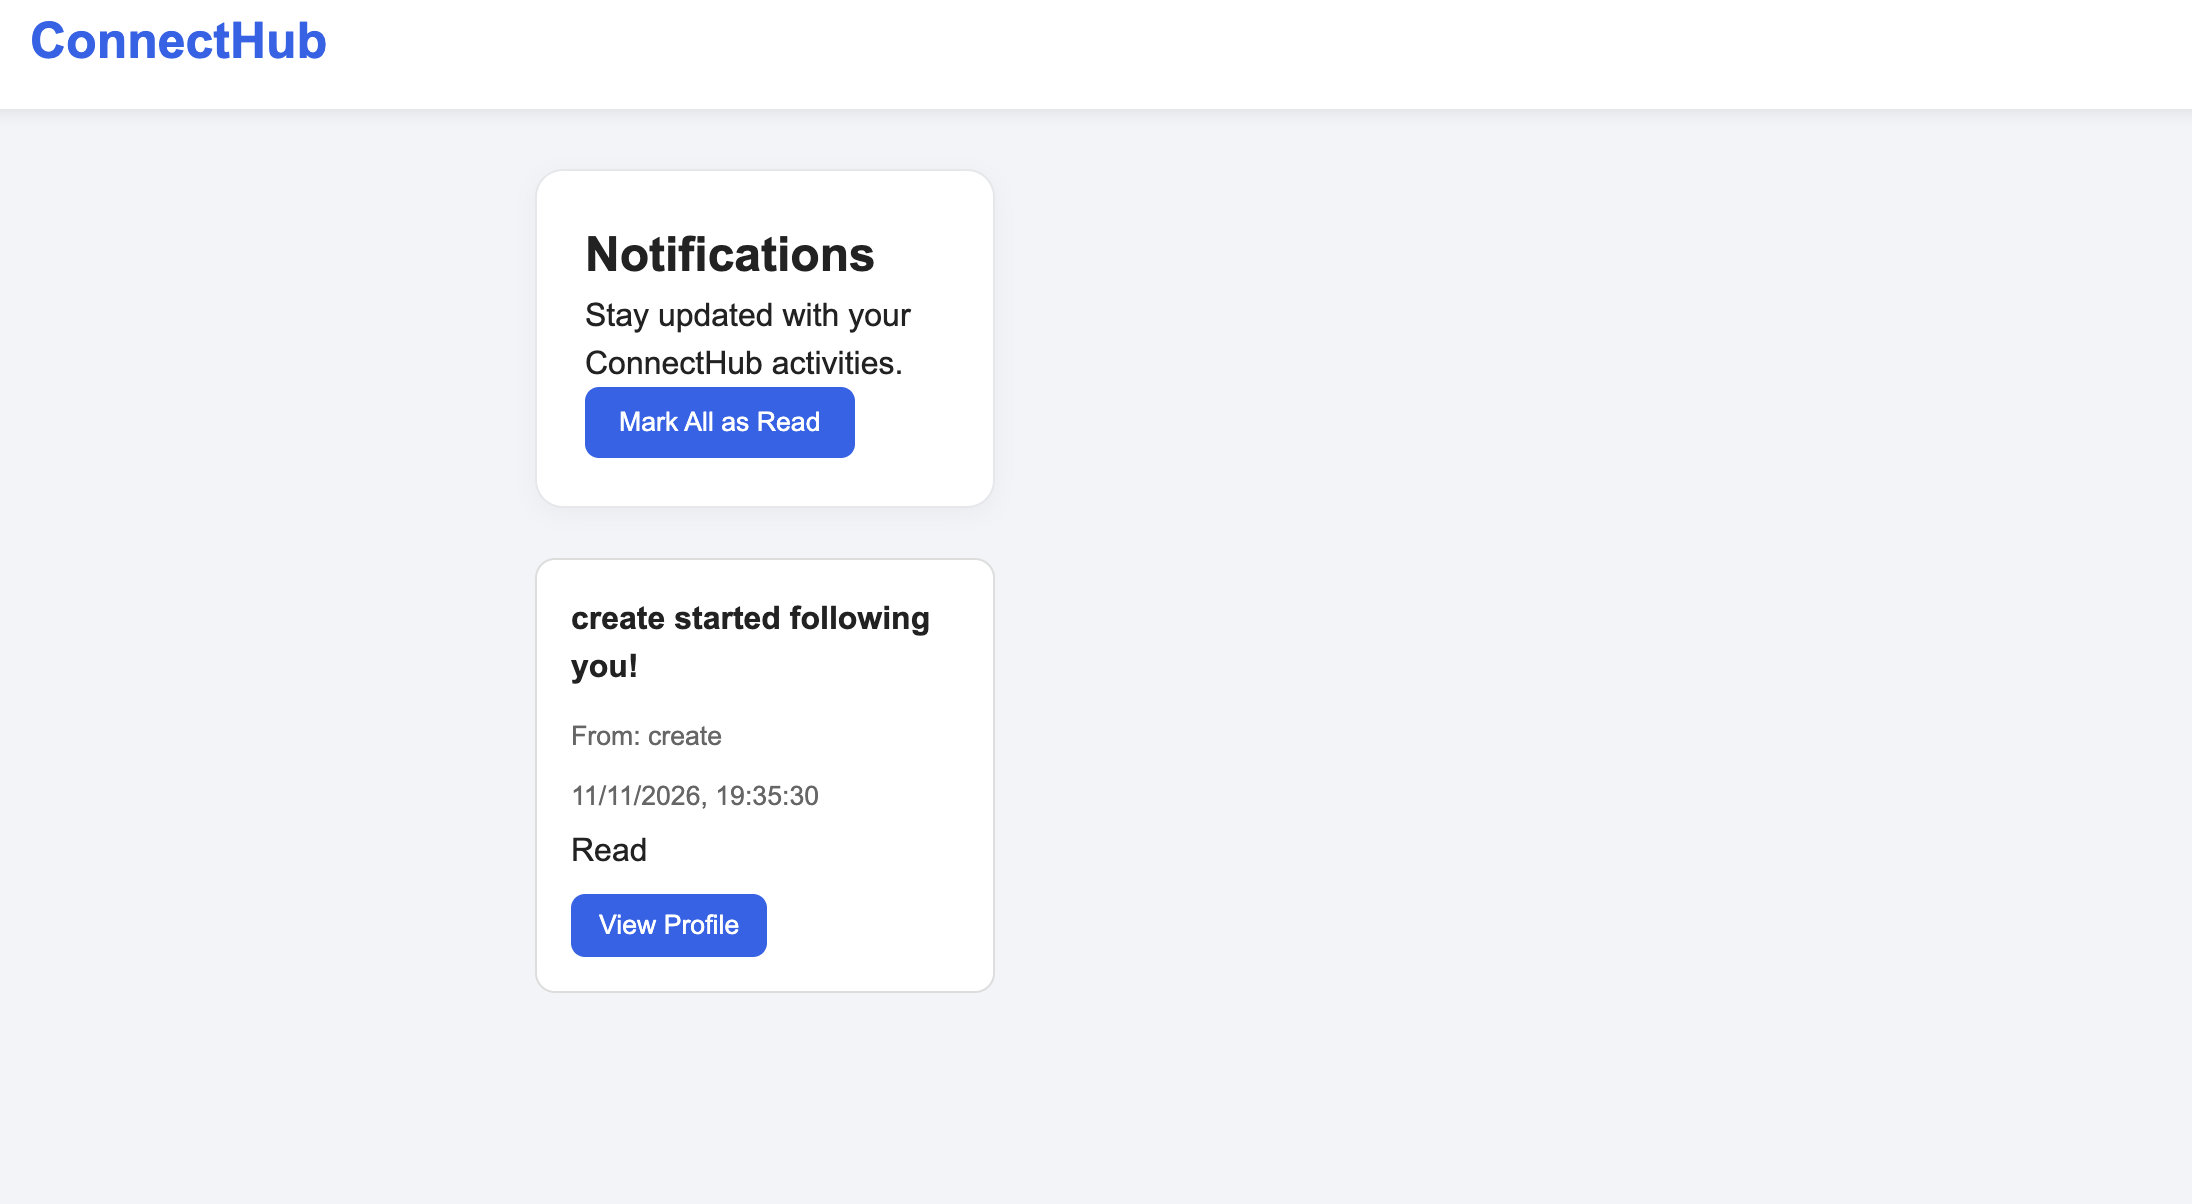 ConnectHub
Notifications
Stay updated with your
ConnectHub activities.
Mark All as Read
create started following
you!
From: create
11/11/2026, 19:35:30
Read
View Profile